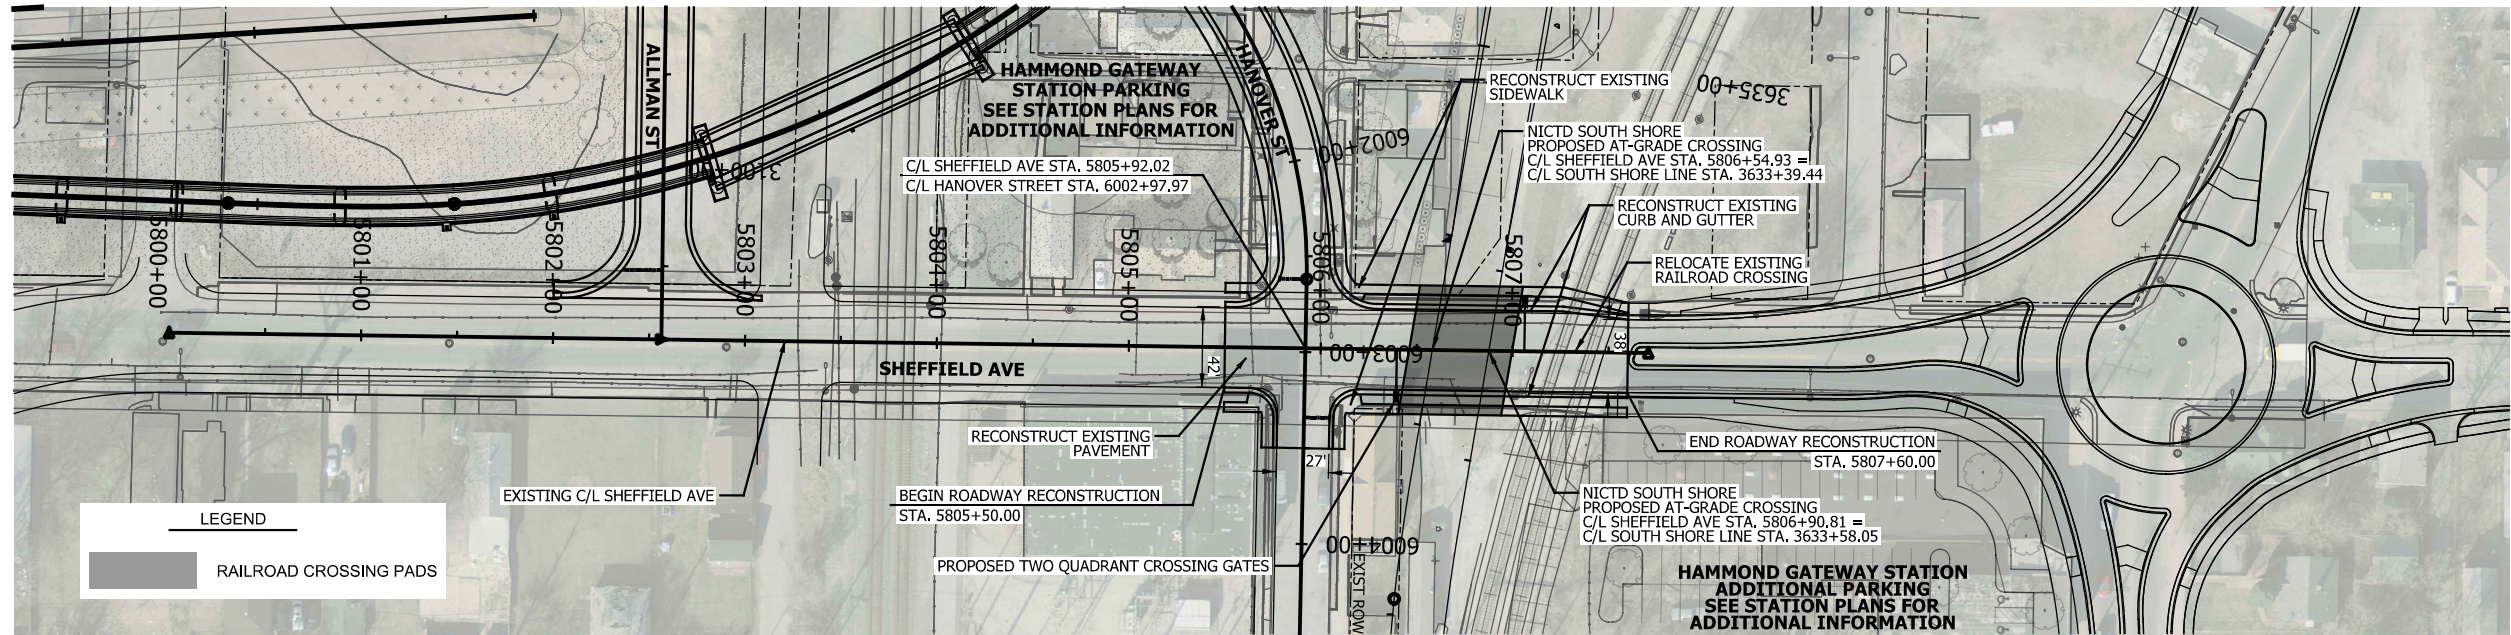 ALLMAN ST
HAMMOND GATEWAY
STATION PARKING
SEE STATION PLANS FOR
ADDITIONAL INFORMATION
HANOVER ST
RECONSTRUCT EXISTING
SIDEWALK
3635+00
NICTD SOUTH SHORE
PROPOSED AT-GRADE CROSSING
C/L SHEFFIELD AVE STA. 5806+54.93 =
C/L SOUTH SHORE LINE STA. 3633+39.44
6002+00
C/L SHEFFIELD AVE STA. 5805+92.02
C/L HANOVER STREET STA. 6002+97.97
3100+
RECONSTRUCT EXISTING
CURB AND GUTTER
RELOCATE EXISTING
RAILROAD CROSSING
5800+00
5801+00
5802+00
5803+00
5804+00
5805+00
5806+00
5807+00
6003+00
38'
42'
SHEFFIELD AVE
RECONSTRUCT EXISTING
PAVEMENT
27'
END ROADWAY RECONSTRUCTION
STA. 5807+60.00
EXISTING C/L SHEFFIELD AVE
BEGIN ROADWAY RECONSTRUCTION
STA. 5805+50.00
NICTD SOUTH SHORE
PROPOSED AT-GRADE CROSSING
C/L SHEFFIELD AVE STA. 5806+90.81 =
C/L SOUTH SHORE LINE STA. 3633+58.05
6004+00
EXIST ROW
PROPOSED TWO QUADRANT CROSSING GATES
HAMMOND GATEWAY STATION
ADDITIONAL PARKING
SEE STATION PLANS FOR
ADDITIONAL INFORMATION
LEGEND
RAILROAD CROSSING PADS